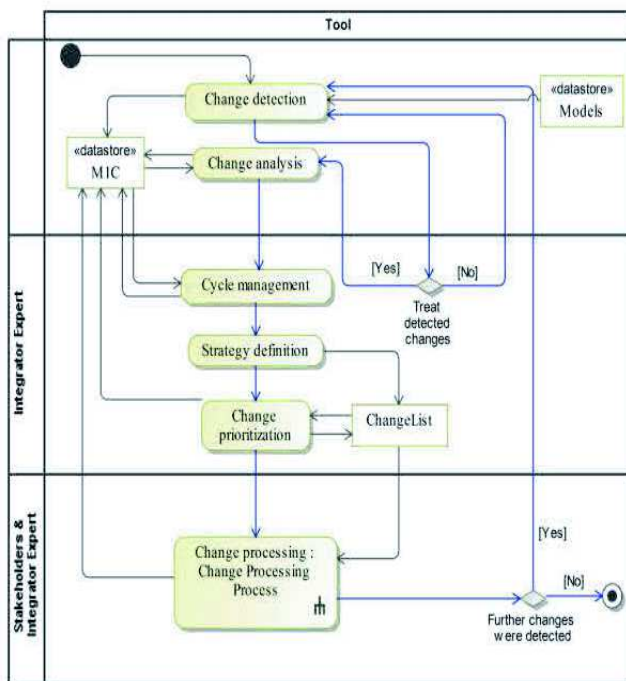 Tool
Change detection
«datastore»
Models
«datastore»
MIC
Change analysis
Integrator Expert
[Yes]
[No]
Cycle management
Treat
detected
changes
Strategy definition
Change
prioritization
ChangeList
Stakeholders &
Integrator Expert
Change processing :
Change Processing
Process
[Yes]
[No]
Further changes
were detected